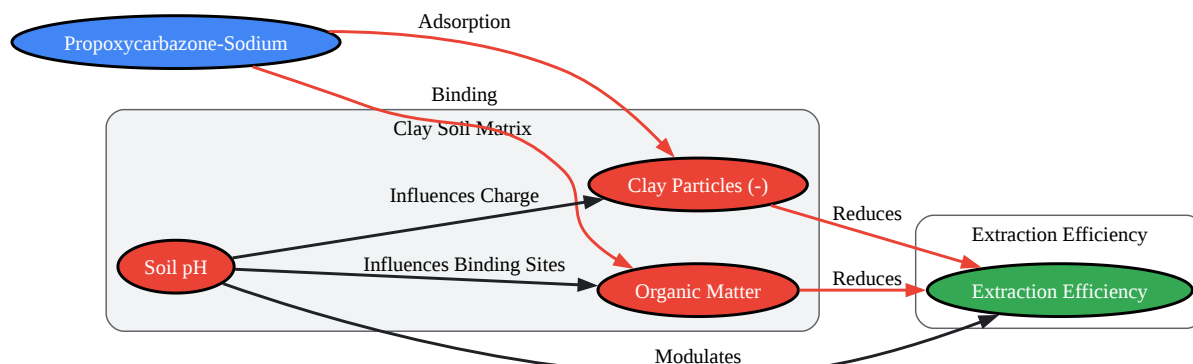 Adsorption
Propoxycarbazone-Sodium
Binding
Clay Soil Matrix
Clay Particles (-)
Influences Charge
Reduces
Extraction Efficiency
Soil pH
Influences Binding Sites
Organic Matter
Reduces
Extraction Efficiency
Modulates